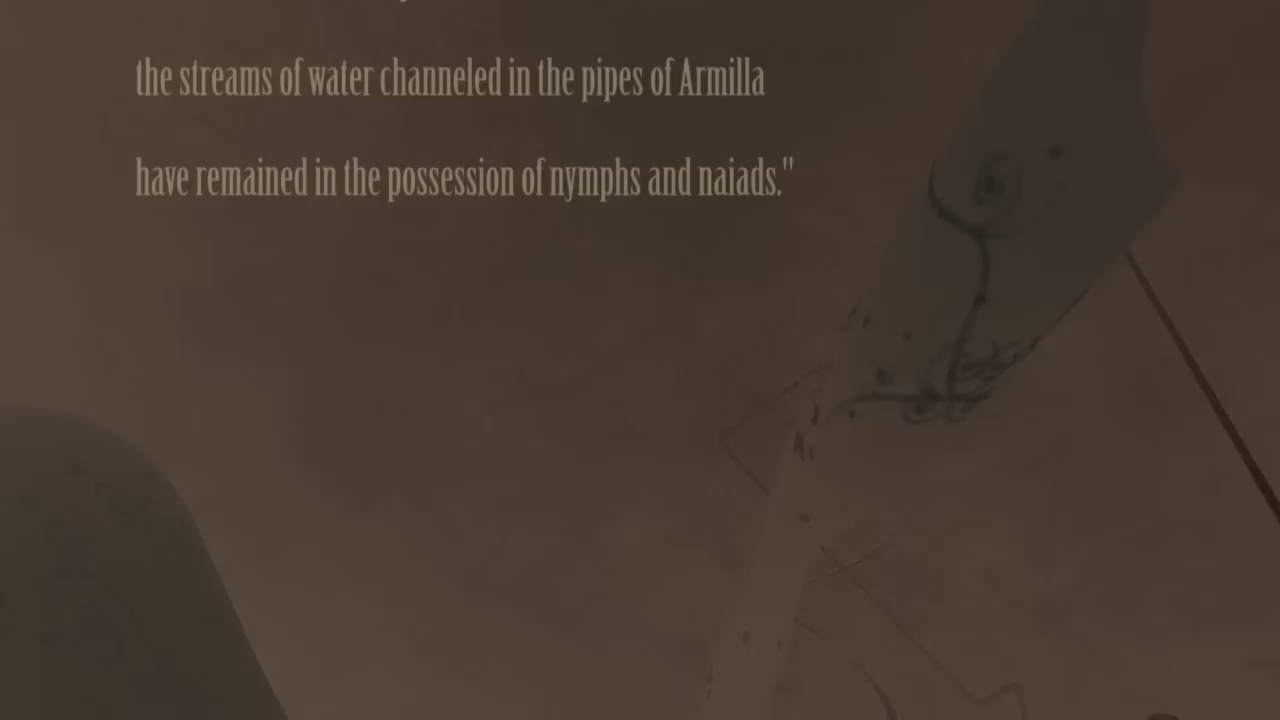 the streams of water channeled in the pipes of Armilla
have remained in the possession of nymphs and naiads."